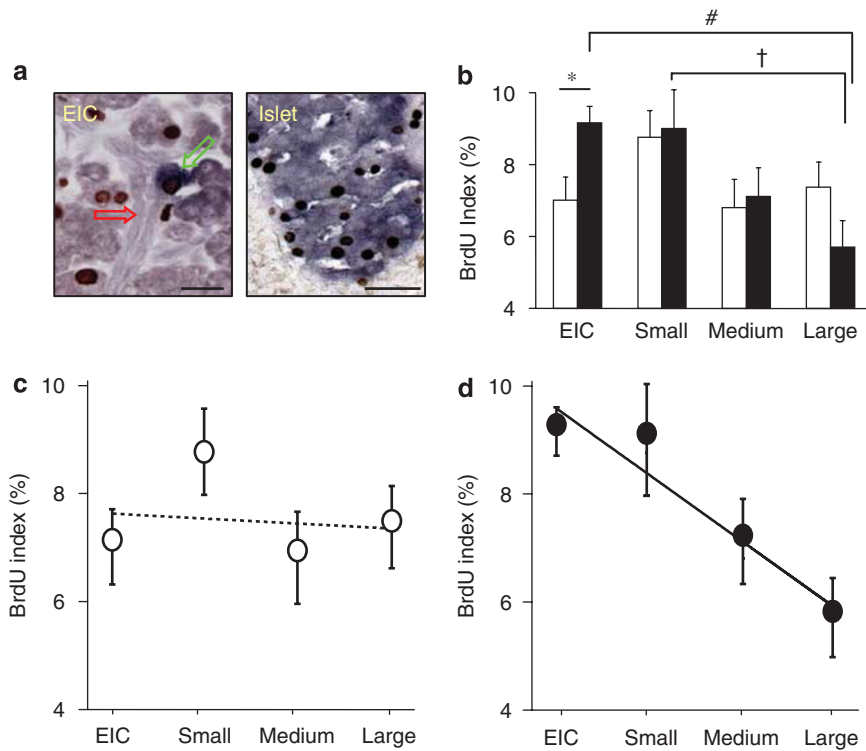 a
EIC
Islet
b
#
†
*
BrdU Index (%)
10
8
6
4
EIC Small Medium Large
c
BrdU index (%)
10
8
6
4
EIC Small Medium Large
d
BrdU index (%)
10
8
6
4
EIC Small Medium Large